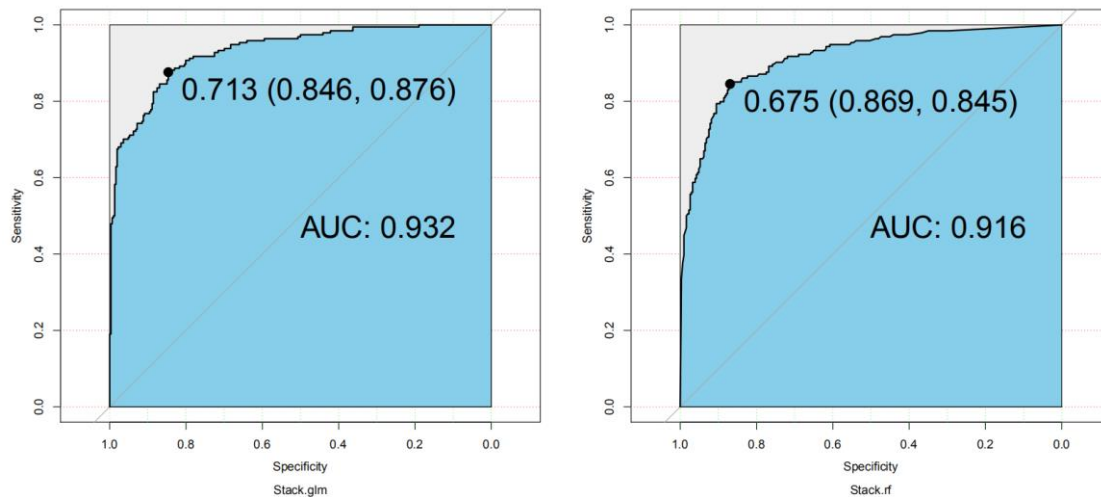 1.0
0.8
0.6
0.4
0.2
0.0
Sensitivity
0.713 (0.846, 0.876)
AUC: 0.932
1.0 0.8 0.6 0.4 0.2 0.0
Specificity
Stack.glm
1.0
0.8
0.6
0.4
0.2
0.0
Sensitivity
0.675 (0.869, 0.845)
AUC: 0.916
1.0 0.8 0.6 0.4 0.2 0.0
Specificity
Stack.rf